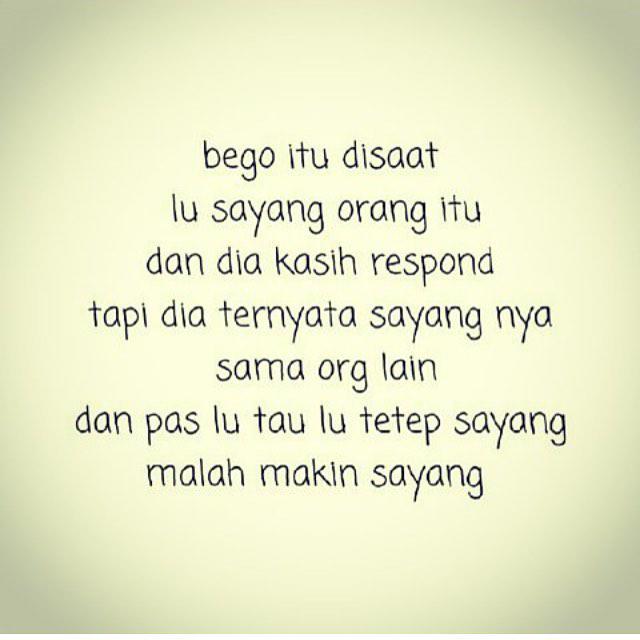 bego itu disaat
lu sayang orang itu
dan dia kasih respond
tapi dia ternyata sayang nya
sama org lain
dan pas lu tau lu tetep sayang
malah makin sayang